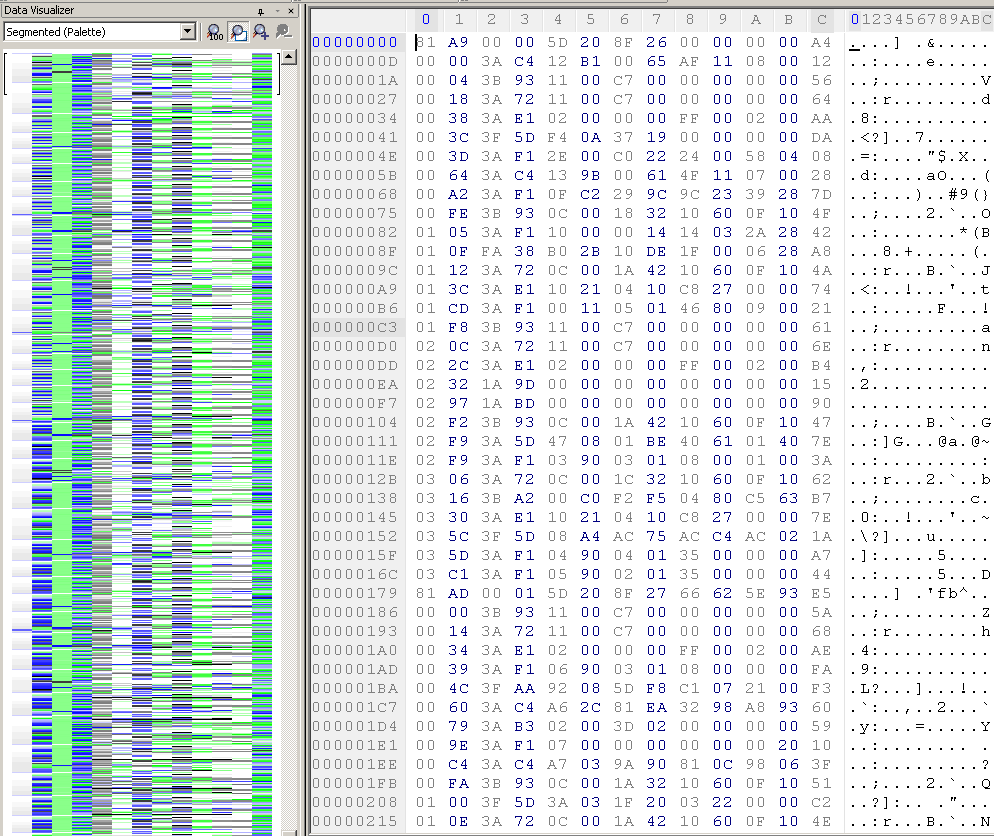 Data Visualizer
Segmented (Palette)
100
0 1 2 3 4 5 6 7 8 9 A B C 0123456789ABC
00000000 81 A9 00 00 5D 20 8F 26 00 00 00 00 A4 ....] .&.....
0000000D 00 00 3A C4 12 B1 00 65 AF 11 08 00 12 ..:....e.....
0000001A 00 04 3B 93 11 00 C7 00 00 00 00 00 56 ..;.........V
00000027 00 18 3A 72 11 00 C7 00 00 00 00 00 64 ..:r........d
00000034 00 38 3A E1 02 00 00 00 FF 00 02 00 AA .8:..........
00000041 00 3C 3F 5D F4 0A 37 19 00 00 00 00 DA .<?]..7......
0000004E 00 3D 3A F1 2E 00 C0 22 24 00 58 04 08 .=:...."$.X..
0000005B 00 64 3A C4 13 9B 00 61 4F 11 07 00 28 .d:....aO...(
00000068 00 A2 3A F1 0F C2 29 9C 9C 23 39 28 7D ..:...)..#9(}
00000075 00 FE 3B 93 0C 00 18 32 10 60 0F 10 4F ..;....2.`..O
00000082 01 05 3A F1 10 00 00 14 14 03 2A 28 42 ..:.......*(B
0000008F 01 0F FA 38 B0 2B 10 DE 1F 00 06 28 A8 ...8.+.....(.
0000009C 01 12 3A 72 0C 00 1A 42 10 60 0F 10 4A ..:r...B.`..J
000000A9 01 3C 3A E1 10 21 04 10 C8 27 00 00 74 .<:..!...'..t
000000B6 01 CD 3A F1 00 11 05 01 46 80 09 00 21 ..:.....F...!
000000C3 01 F8 3B 93 11 00 C7 00 00 00 00 00 61 ..;.........a
000000D0 02 0C 3A 72 11 00 C7 00 00 00 00 00 6E ..:r........n
000000DD 02 2C 3A E1 02 00 00 00 FF 00 02 00 B4 .,:..........
000000EA 02 32 1A 9D 00 00 00 00 00 00 00 00 15 .2...........
000000F7 02 97 1A BD 00 00 00 00 00 00 00 00 90 .............
00000104 02 F2 3B 93 0C 00 1A 42 10 60 0F 10 47 ..;....B.`..G
00000111 02 F9 3A 5D 47 08 01 BE 40 61 01 40 7E ..:]G...@a.@~
0000011E 02 F9 3A F1 03 90 03 01 08 00 01 00 3A ..:.........:
0000012B 03 06 3A 72 0C 00 1C 32 10 60 0F 10 62 ..:r...2.`..b
00000138 03 16 3B A2 00 C0 F2 F5 04 80 C5 63 B7 ..;........c.
00000145 03 30 3A E1 10 21 04 10 C8 27 00 00 7E .0:..!...'..~
00000152 03 5C 3F 5D 08 A4 AC 75 AC C4 AC 02 1A .\?]...u.....
0000015F 03 5D 3A F1 04 90 04 01 35 00 00 00 A7 .]:.....5....
0000016C 03 C1 3A F1 05 90 02 01 35 00 00 00 44 ..:.....5...D
00000179 81 AD 00 01 5D 20 8F 27 66 62 5E 93 E5 ....] .'fb^..
00000186 00 00 3B 93 11 00 C7 00 00 00 00 00 5A ..;.........Z
00000193 00 14 3A 72 11 00 C7 00 00 00 00 00 68 ..:r........h
000001A0 00 34 3A E1 02 00 00 00 FF 00 02 00 AE .4:..........
000001AD 00 39 3A F1 06 90 03 01 08 00 00 00 FA .9:..........
000001BA 00 4C 3F AA 92 08 5D F8 C1 07 21 00 F3 .L?...]...!..
000001C7 00 60 3A C4 A6 2C 81 EA 32 98 A8 93 60 .`:..,..2...`
000001D4 00 79 3A B3 02 00 3D 02 00 00 00 00 59 .y:...=.....Y
000001E1 00 9E 3A F1 07 00 00 00 00 00 00 20 10 ..:........ .
000001EE 00 C4 3A C4 A7 03 9A 90 81 0C 98 06 3F ..:.........?
000001FB 00 FA 3B 93 0C 00 1A 32 10 60 0F 10 51 ..;....2.`..Q
00000208 01 00 3F 5D 3A 03 1F 20 03 22 00 00 C2 ..?]:.. ."...
00000215 01 0E 3A 72 0C 00 1A 42 10 60 0F 10 4E ..:r...B.`..N